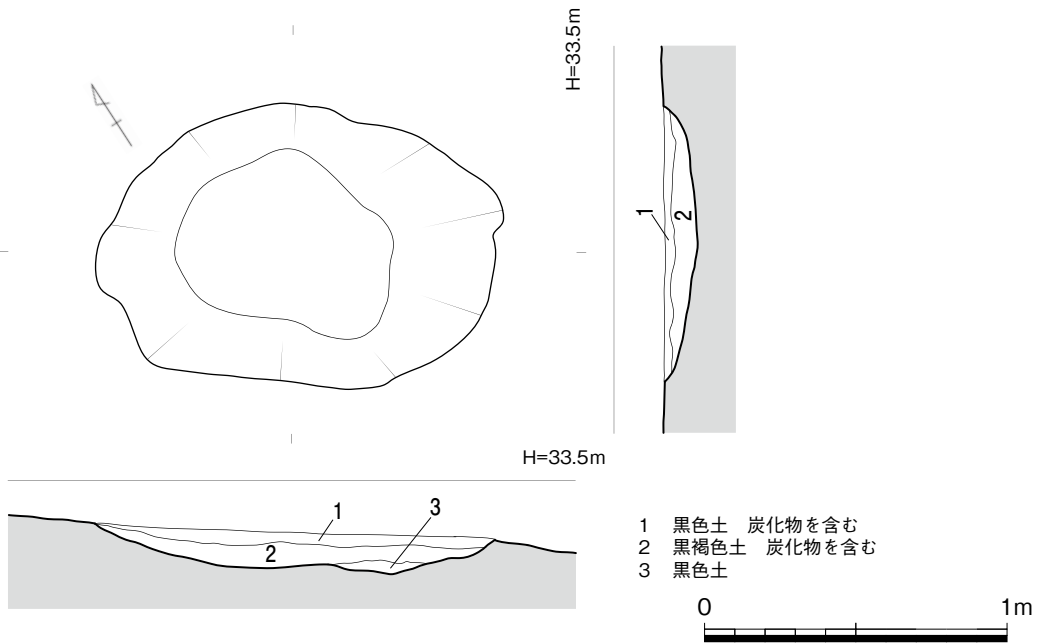 H=33.5m
1
2
H=33.5m
1
3
2
1 黒色土 炭化物を含む
2 黒褐色土 炭化物を含む
3 黒色土
0 1m